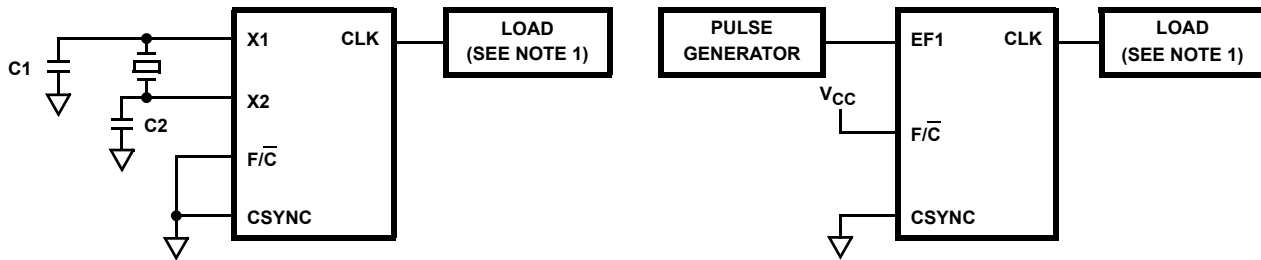 X1
CLK
LOAD
(SEE NOTE 1)
C1
X2
C2
F/C̅
CSYNC
PULSE
GENERATOR
EF1
CLK
LOAD
(SEE NOTE 1)
VCC
F/C̅
CSYNC